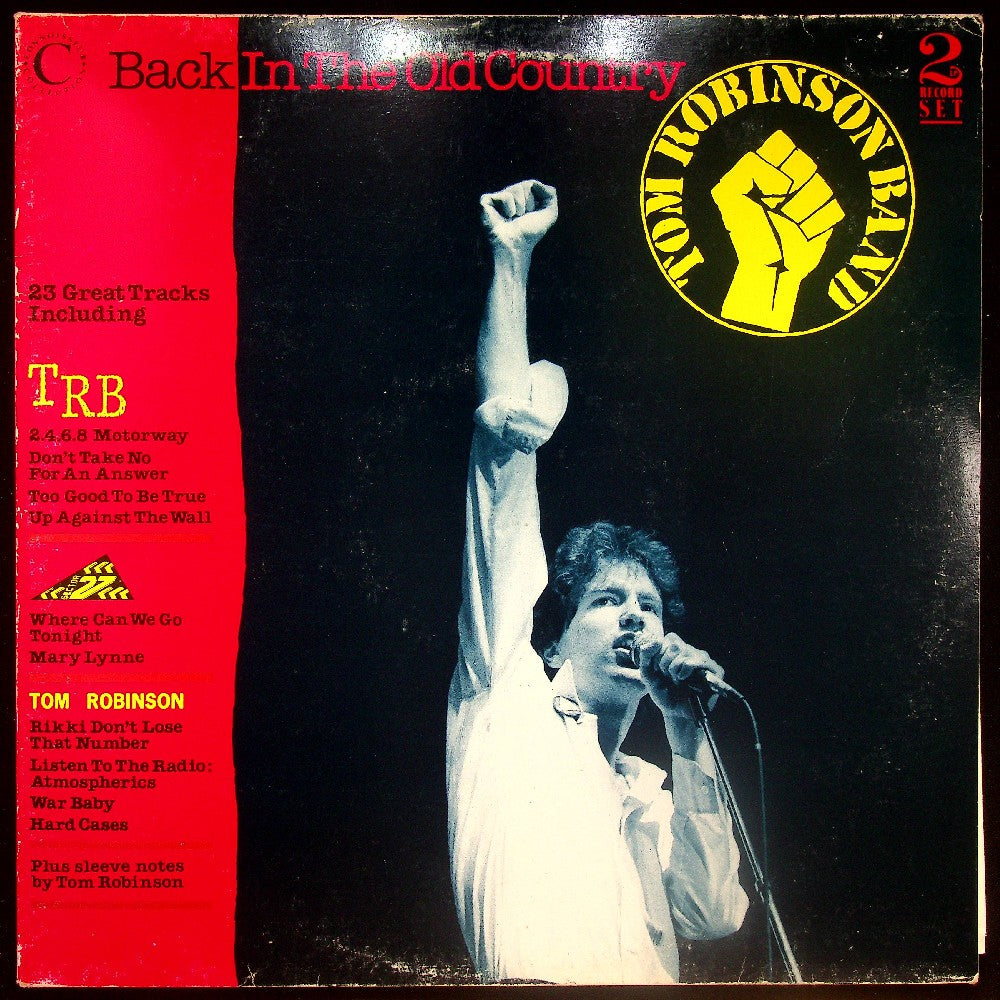 C
Back In The Old Country
2
RECORD
SET
TOM ROBINSON BAND
23 Great Tracks
Including
TRB
2.4.6.8 Motorway
Don't Take No
For An Answer
Too Good To Be True
Up Against The Wall
27
Where Can We Go
Tonight
Mary Lynne
TOM ROBINSON
Rikki Don't Lose
That Number
Listen To The Radio:
Atmospherics
War Baby
Hard Cases
Plus sleeve notes
by Tom Robinson